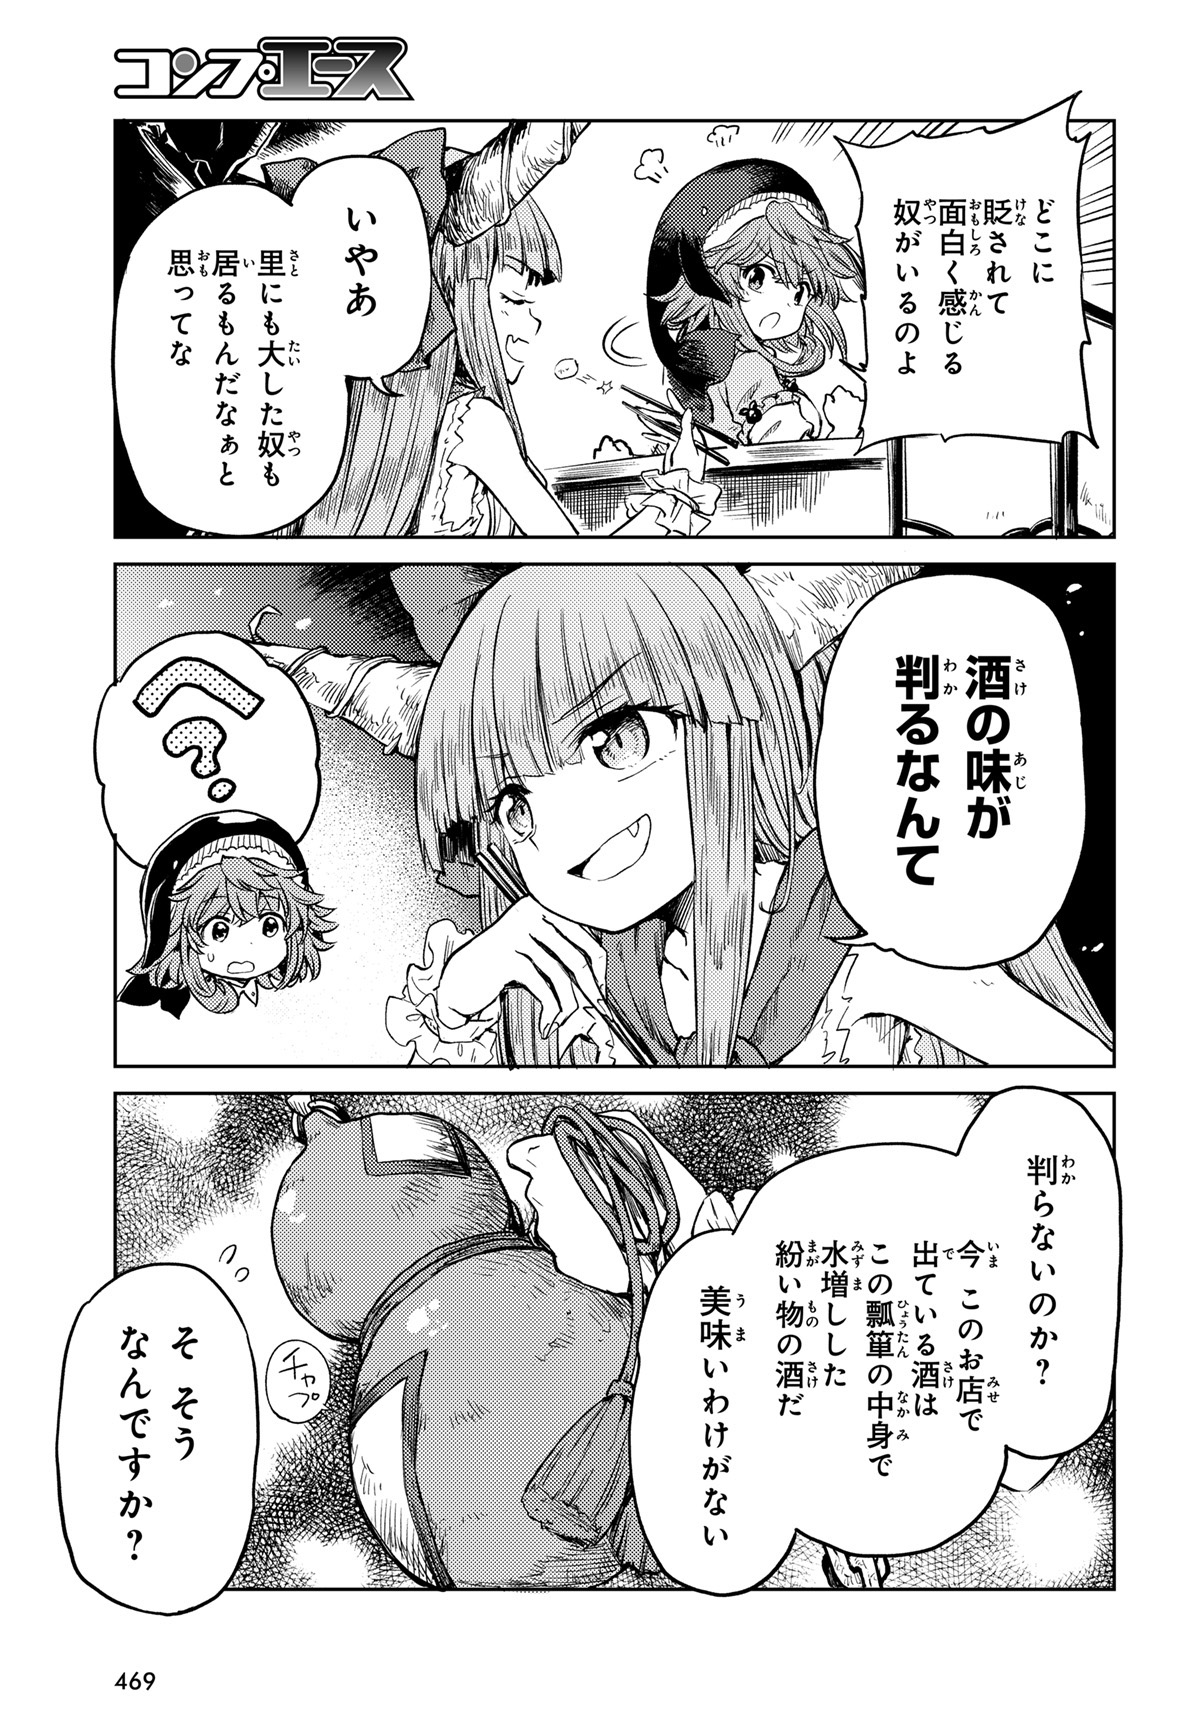 コンプエース
どこに
貶されて
面白く感じる
奴がいるのよ
いやあ
里にも大した奴も
居るもんだなぁと
思ってな
酒の味が
判るなんて
へ?
判らないのか?
今 このお店で
出ている酒は
この瓢箪の中身で
水増しした
紛い物の酒だ
美味いわけがない
チャプ
そ そう
なんですか?
469